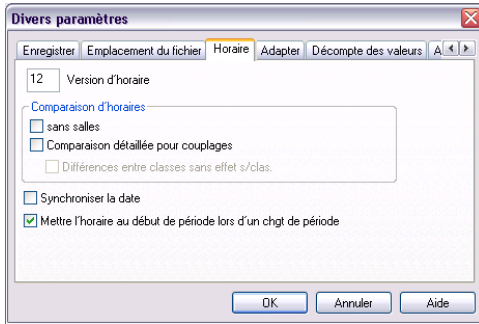 Divers paramètres
Enregistrer Emplacement du fichier Horaire Adapter Décompte des valeurs A
12 Version d'horaire
Comparaison d'horaires
sans salles
Comparaison détaillée pour couplages
Différences entre classes sans effet s/clas.
Synchroniser la date
Mettre l'horaire au début de période lors d'un chgt de période
OK Annuler Aide